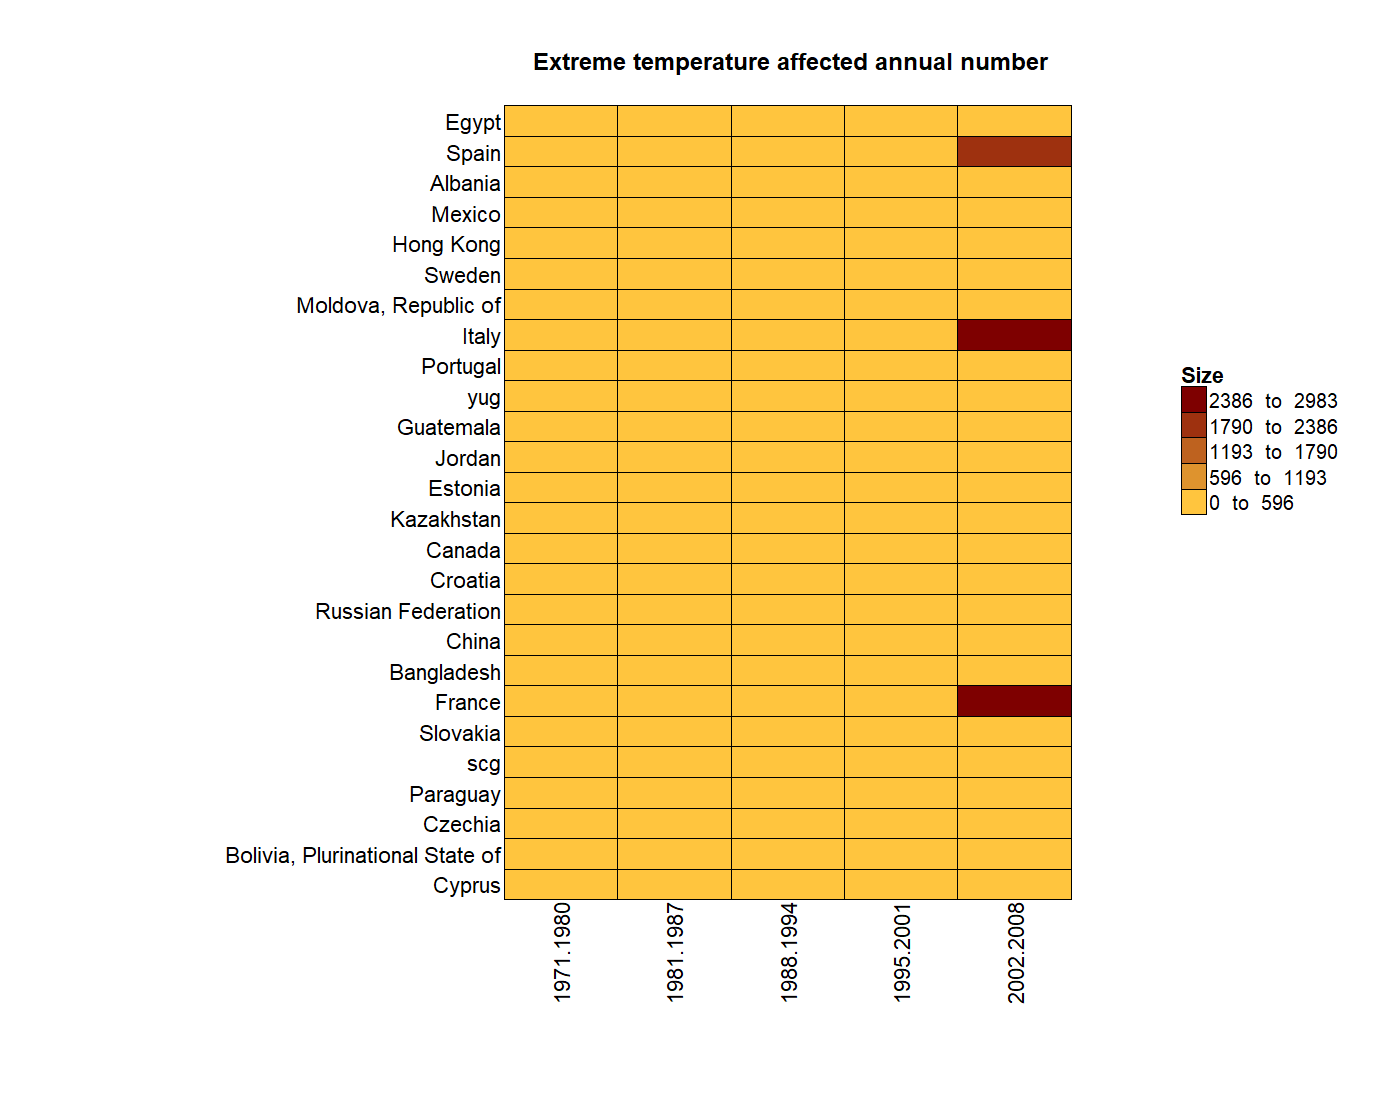 Extreme temperature affected annual number
Egypt
Spain
Albania
Mexico
Hong Kong
Sweden
Moldova, Republic of
Italy
Portugal
yug
Guatemala
Jordan
Estonia
Kazakhstan
Canada
Croatia
Russian Federation
China
Bangladesh
France
Slovakia
scg
Paraguay
Czechia
Bolivia, Plurinational State of
Cyprus
1971.1980
1981.1987
1988.1994
1995.2001
2002.2008
Size
2386 to 2983
1790 to 2386
1193 to 1790
596 to 1193
0 to 596